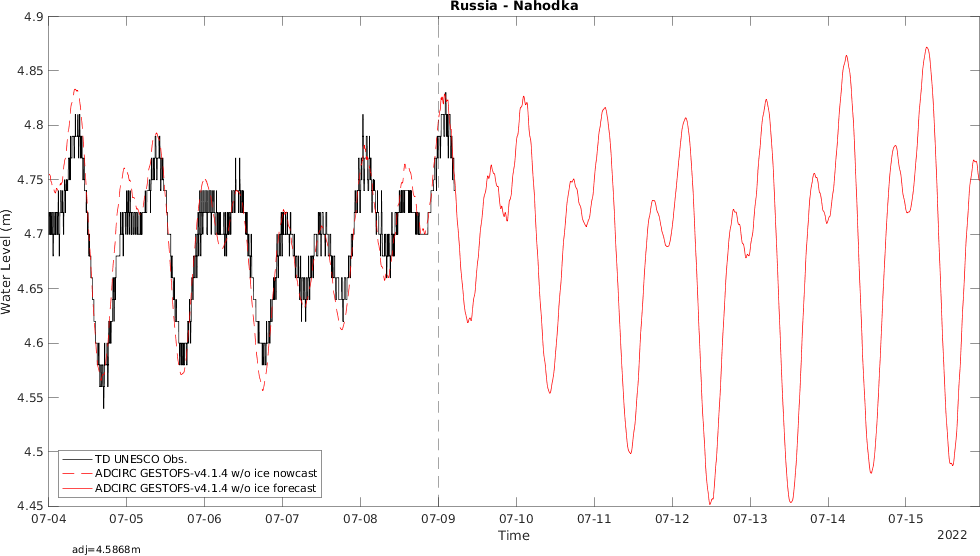 Russia - Nahodka
4.9
4.85
4.8
4.75
4.7
4.65
4.6
4.55
4.5
4.45
Water Level (m)
TD UNESCO Obs.
ADCIRC GESTOFS-v4.1.4 w/o ice nowcast
ADCIRC GESTOFS-v4.1.4 w/o ice forecast
07-04 07-05 07-06 07-07 07-08 07-09 07-10 07-11 07-12 07-13 07-14 07-15
Time
2022
adj=4.5868m